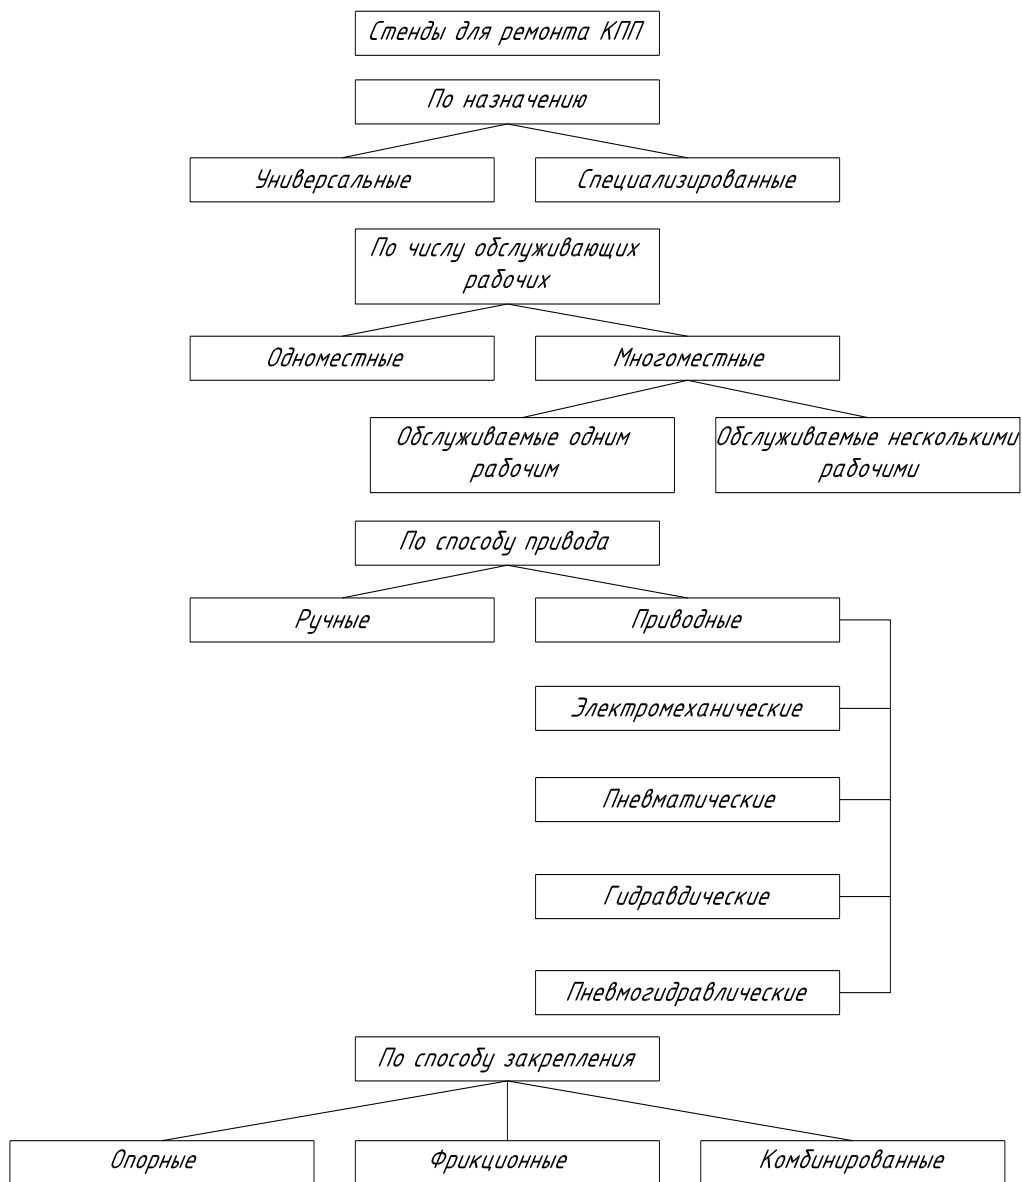 Стенды для ремонта КПП
По назначению
Универсальные
Специализированные
По числу обслуживающих
рабочих
Одноместные
Многоместные
Обслуживаемые одним
рабочим
Обслуживаемые несколькими
рабочими
По способу привода
Ручные
Приводные
Электромеханические
Пневматические
Гидравдические
Пневмогидравлические
По способу закрепления
Опорные
Фрикционные
Комбинированные